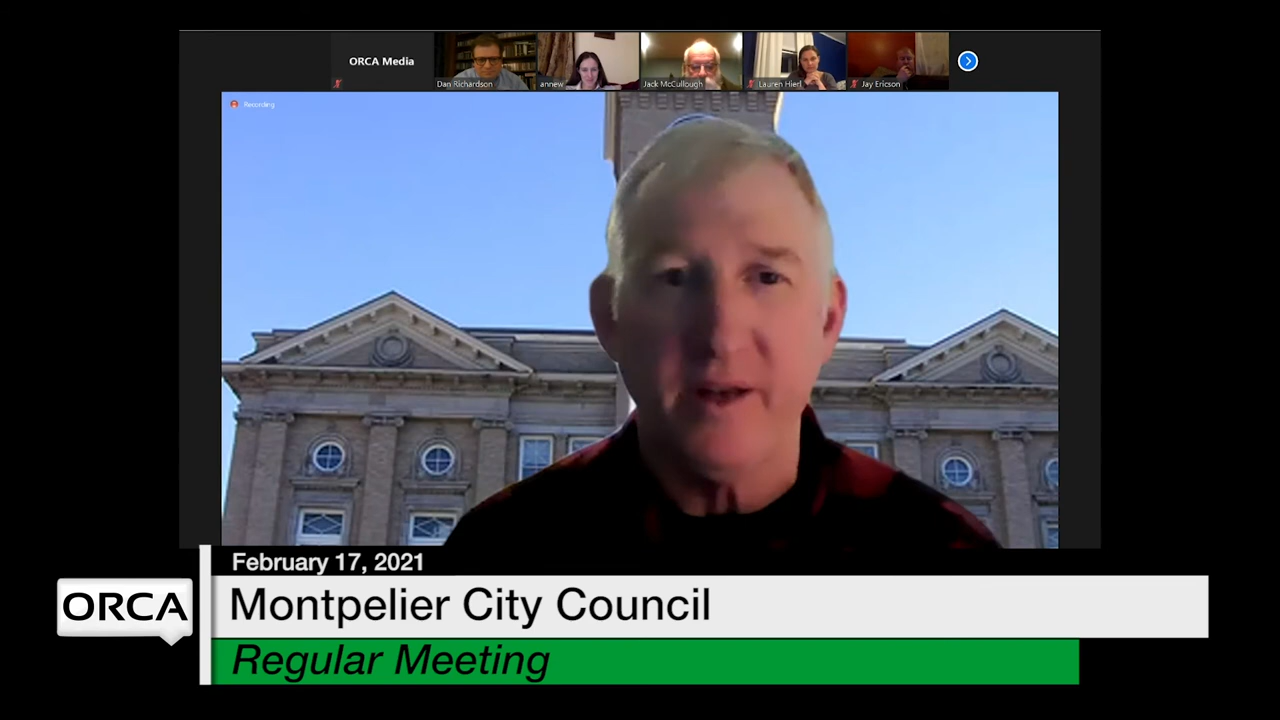 ORCA Media
Dan Richardson
annew
Jack McCullough
Lauren Hierl
Jay Ericson
Recording
February 17, 2021
ORCA
Montpelier City Council
Regular Meeting